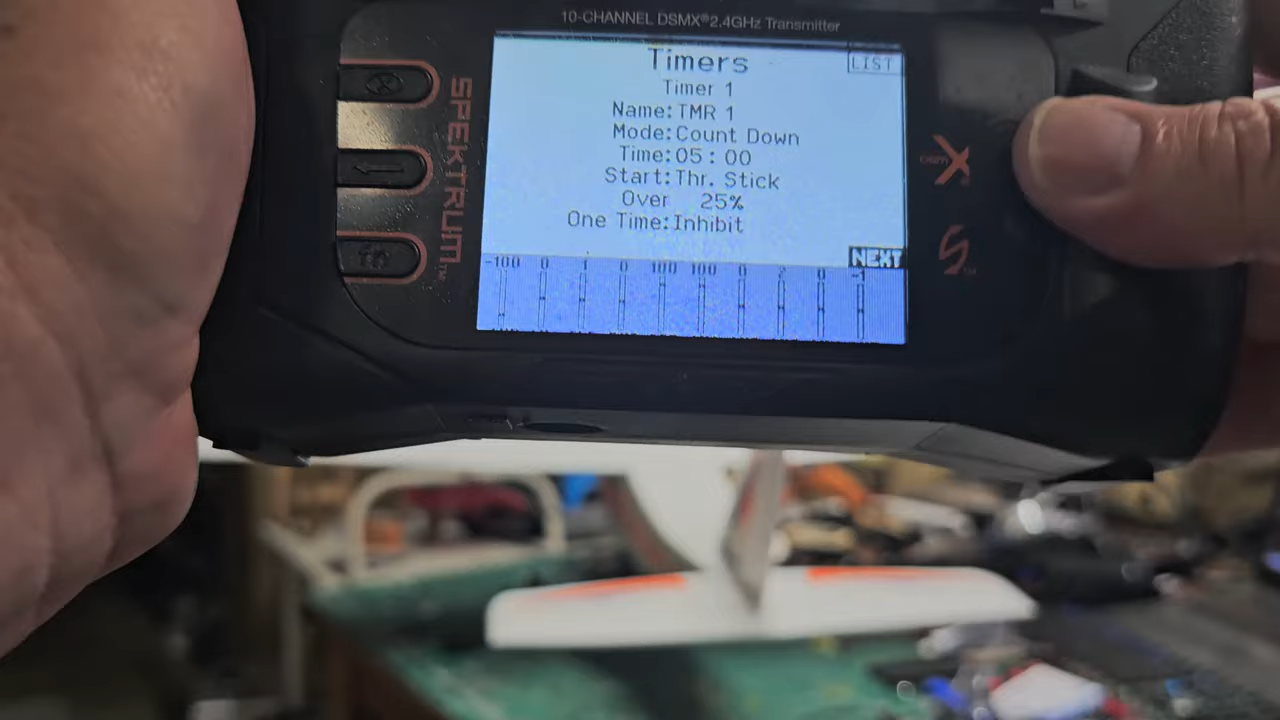 10-CHANNEL DSMX® 2.4GHz Transmitter
Timers
LIST
Timer 1
Name:TMR 1
Mode:Count Down
Time:05:00
Start:Thr. Stick
Over 25%
One Time:Inhibit
NEXT
-100 0 1 0 100 100 0 2 0 -1
SPEKTRUM™
DSMX®